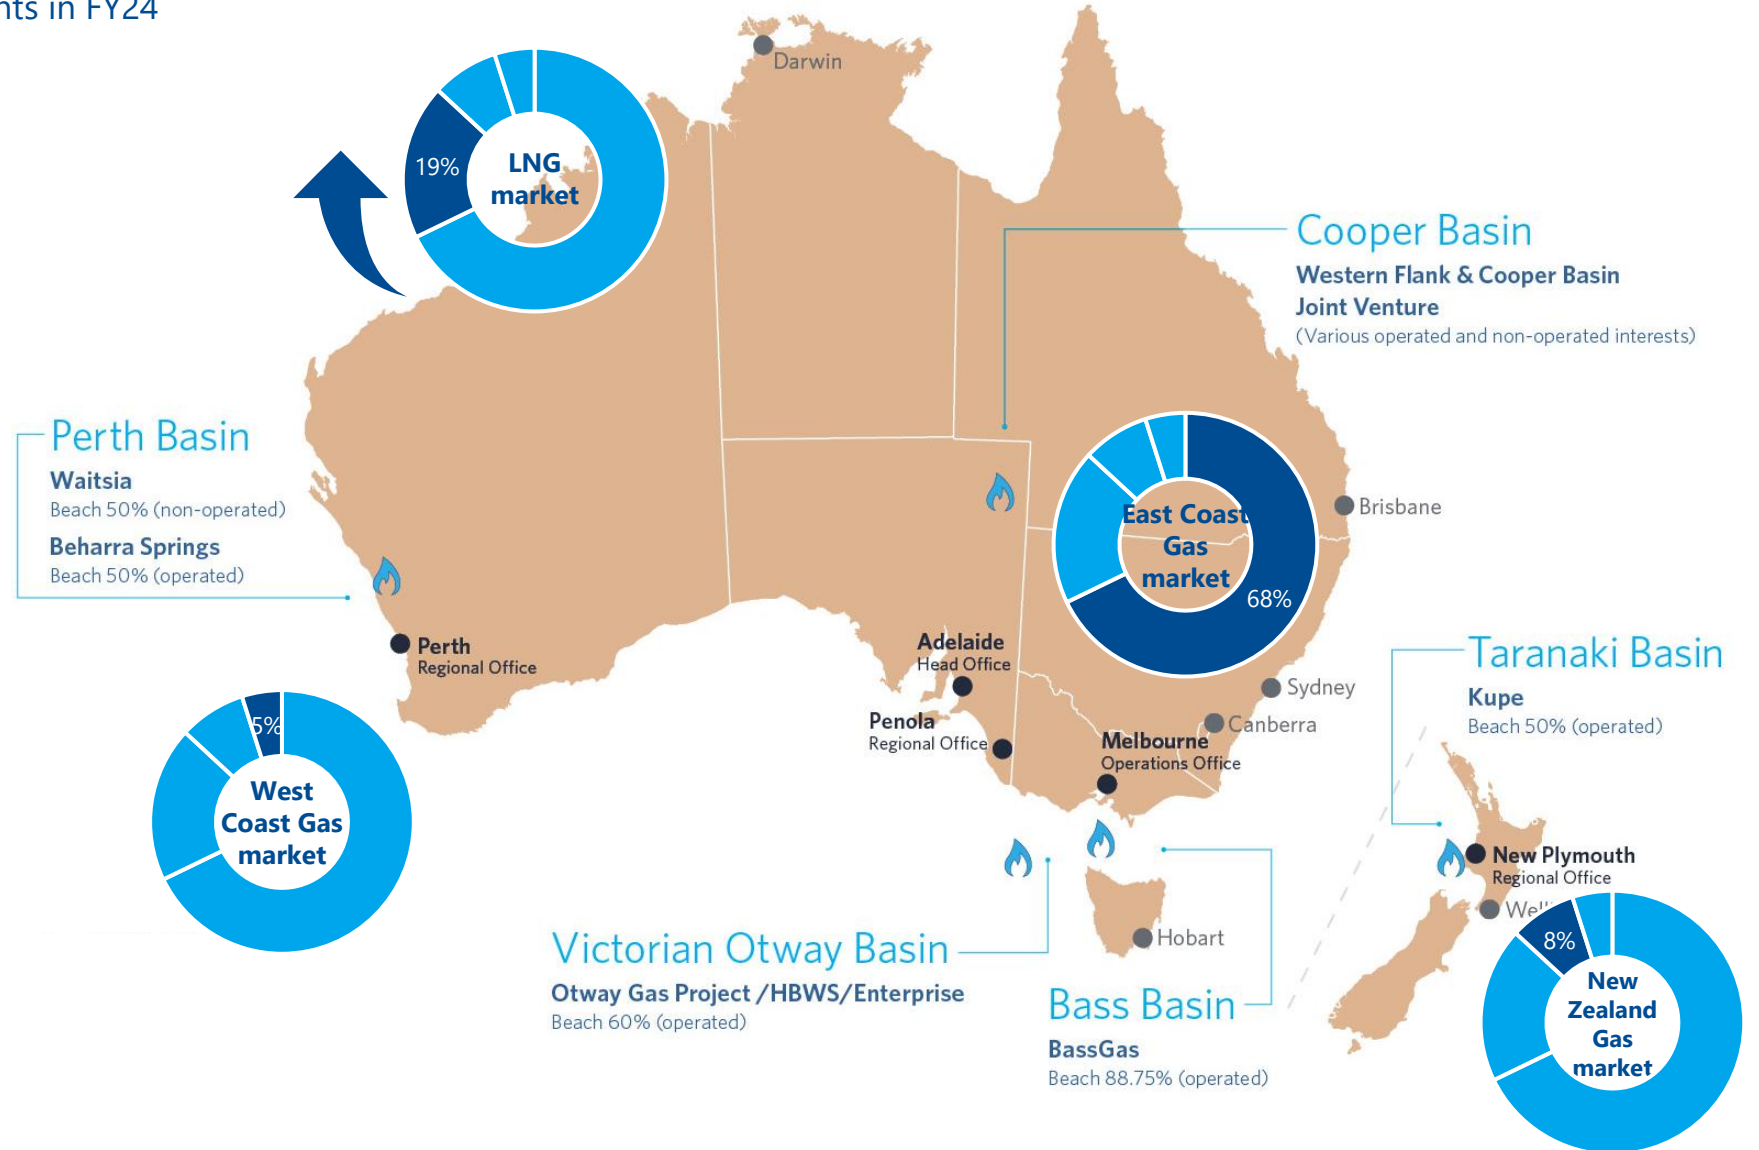 in FY24
Darwin
19%
LNG
market
Cooper Basin
Western Flank & Cooper Basin
Joint Venture
(Various operated and non-operated interests)
Perth Basin
Waitsia
Beach 50% (non-operated)
Beharra Springs
Beach 50% (operated)
East Coast
Gas
market
68%
Brisbane
Perth
Regional Office
Adelaide
Head Office
Penola
Regional Office
Melbourne
Operations Office
Sydney
Canberra
Taranaki Basin
Kupe
Beach 50% (operated)
5%
West
Coast Gas
market
New Plymouth
Regional Office
8%
New
Zealand
Gas
market
Hobart
Victorian Otway Basin
Otway Gas Project /HBWS/Enterprise
Beach 60% (operated)
Bass Basin
BassGas
Beach 88.75% (operated)